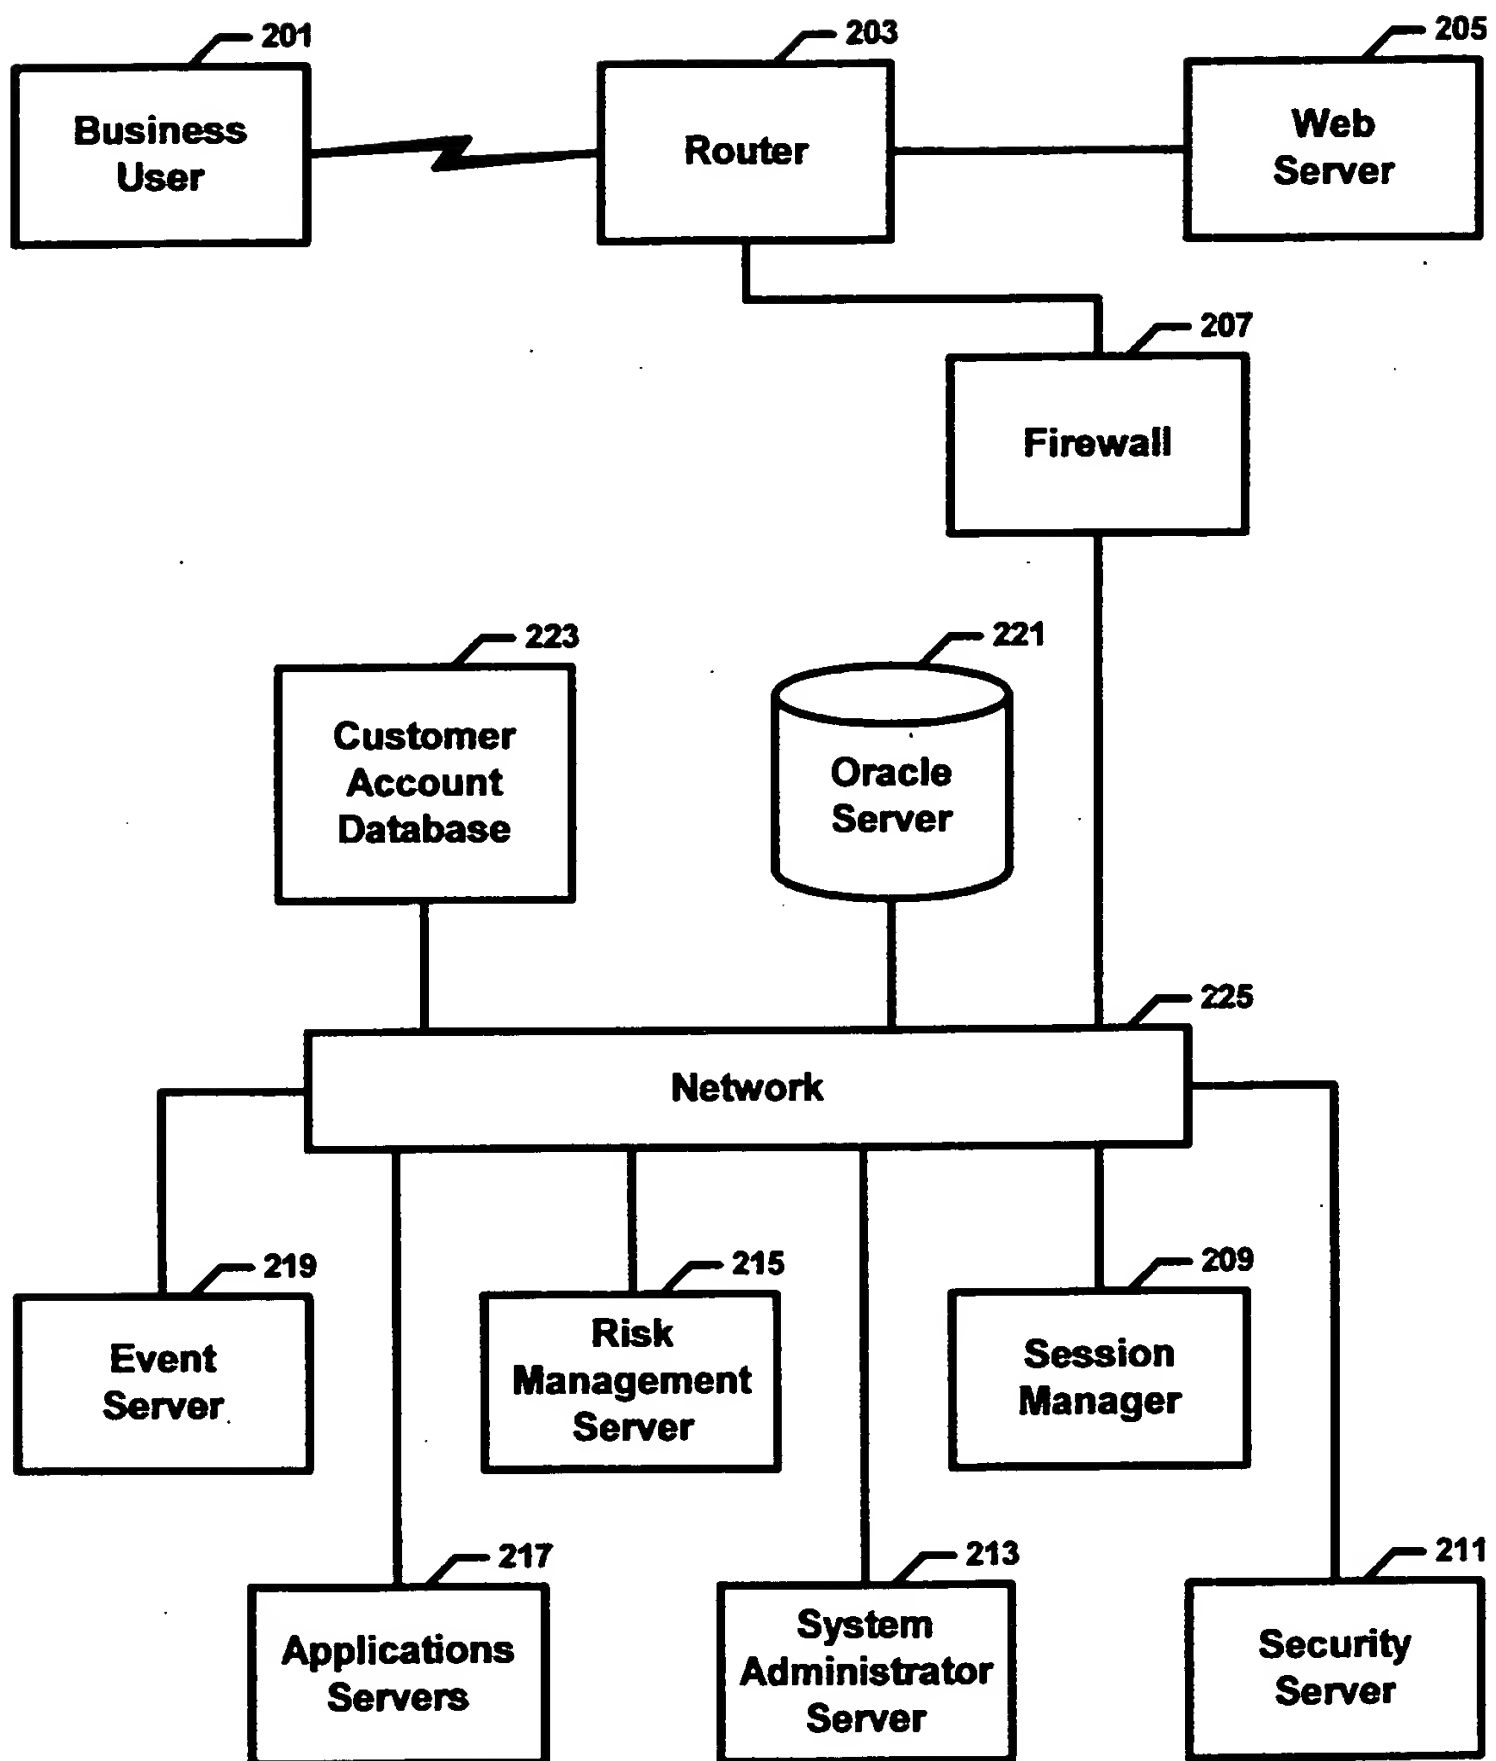 201
203
205
Business
User
Router
Web
Server
207
Firewall
223
221
Customer
Account
Database
Oracle
Server
225
Network
219
215
209
Event
Server
Risk
Management
Server
Session
Manager
217
213
211
Applications
Servers
System
Administrator
Server
Security
Server